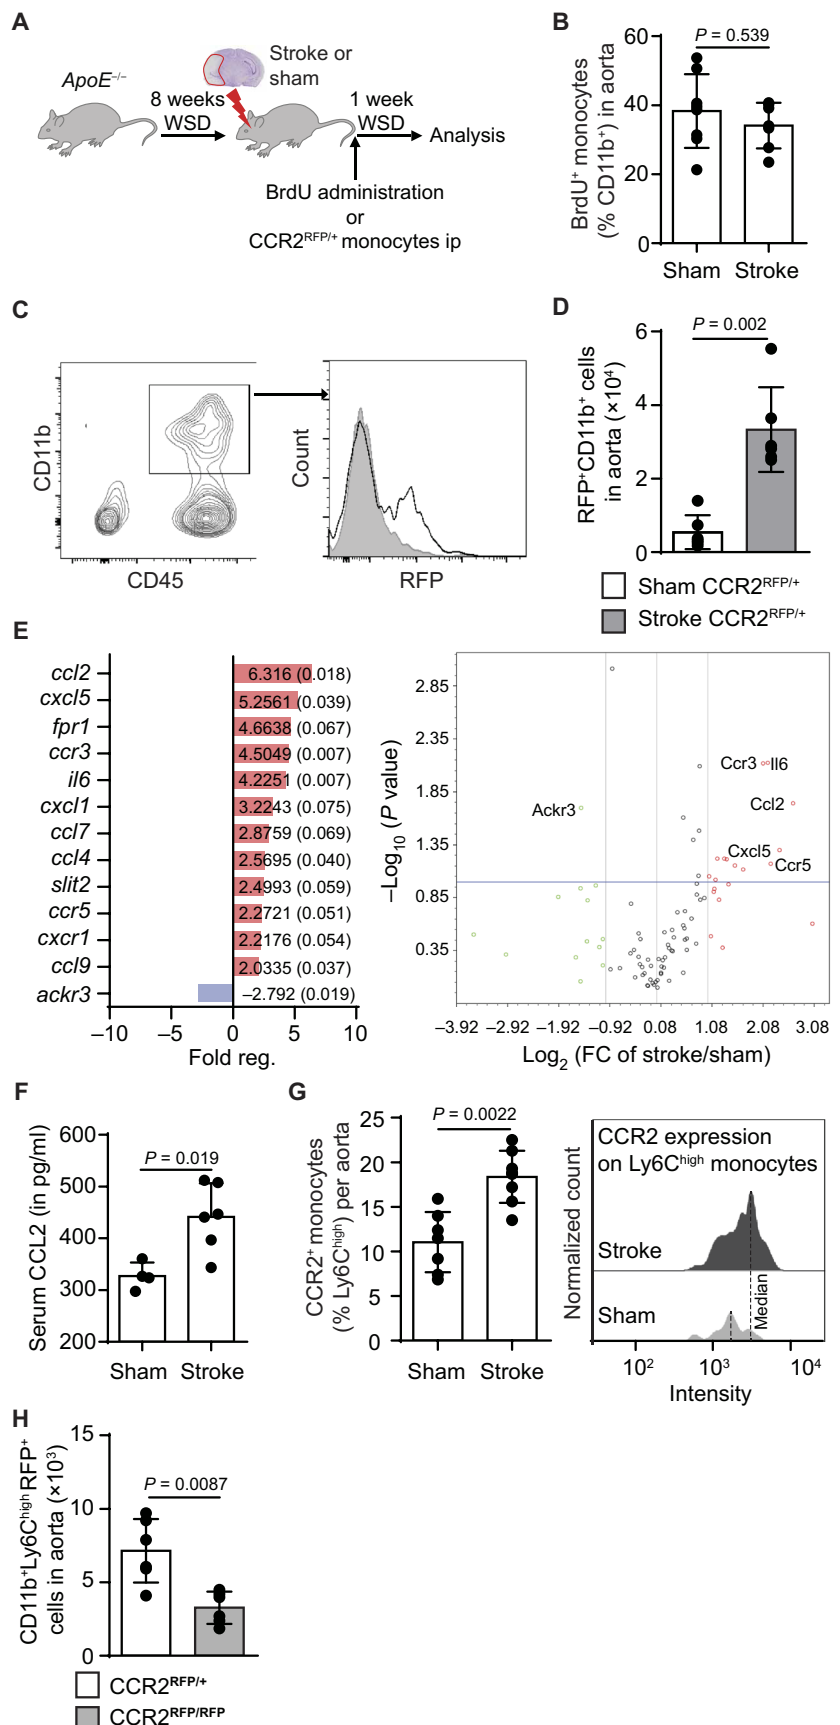 A
ApoE–/–
8 weeks
WSD
Stroke or
sham
1 week
WSD
Analysis
BrdU administration
or
CCR2RFP/+ monocytes ip
B
BrdU+ monocytes
(% CD11b+) in aorta
P = 0.539
60
40
20
0
Sham
Stroke
C
CD11b
CD45
Count
RFP
D
RFP+CD11b+ cells
in aorta (×10⁴)
P = 0.002
6
4
2
0
Sham CCR2RFP/+
Stroke CCR2RFP/+
E
ccl2 6.316 (0.018)
cxcl5 5.2561 (0.039)
fpr1 4.6638 (0.067)
ccr3 4.5049 (0.007)
il6 4.2251 (0.007)
cxcl1 3.2243 (0.075)
ccl7 2.8759 (0.069)
ccl4 2.5695 (0.040)
slit2 2.4993 (0.059)
ccr5 2.2721 (0.051)
cxcr1 2.2176 (0.054)
ccl9 2.0335 (0.037)
ackr3 –2.792 (0.019)
–10 –5 0 5 10
Fold reg.
–Log10 (P value)
2.85
2.35
1.85
1.35
0.85
0.35
Ccr3
Il6
Ccl2
Ackr3
Cxcl5
Ccr5
–3.92 –2.92 –1.92 –0.92 0.08 1.08 2.08 3.08
Log2 (FC of stroke/sham)
F
Serum CCL2 (in pg/ml)
P = 0.019
600
500
400
300
200
Sham
Stroke
G
CCR2+ monocytes
(% Ly6Chigh) per aorta
P = 0.0022
25
20
15
10
5
0
Sham
Stroke
Normalized count
CCR2 expression
on Ly6Chigh monocytes
Stroke
Sham
Median
10² 10³ 10⁴
Intensity
H
CD11b+Ly6Chigh RFP+
cells in aorta (×10³)
P = 0.0087
15
10
5
0
CCR2RFP/+
CCR2RFP/RFP